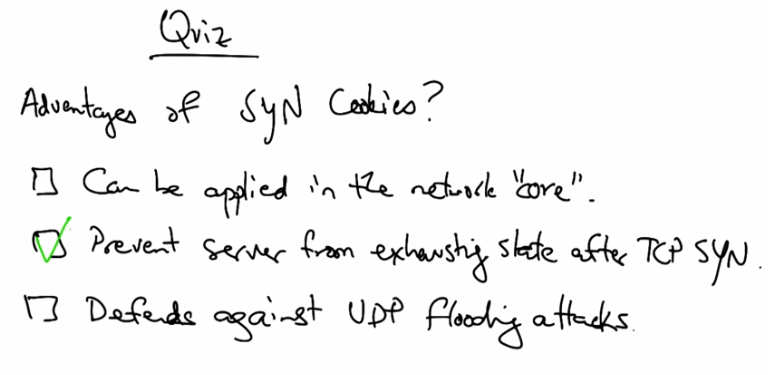 Quiz
Advantages of SYN Cookies?
Can be applied in the network "core".
Prevent server from exhausting state after TCP SYN.
Defends against UDP flooding attacks.